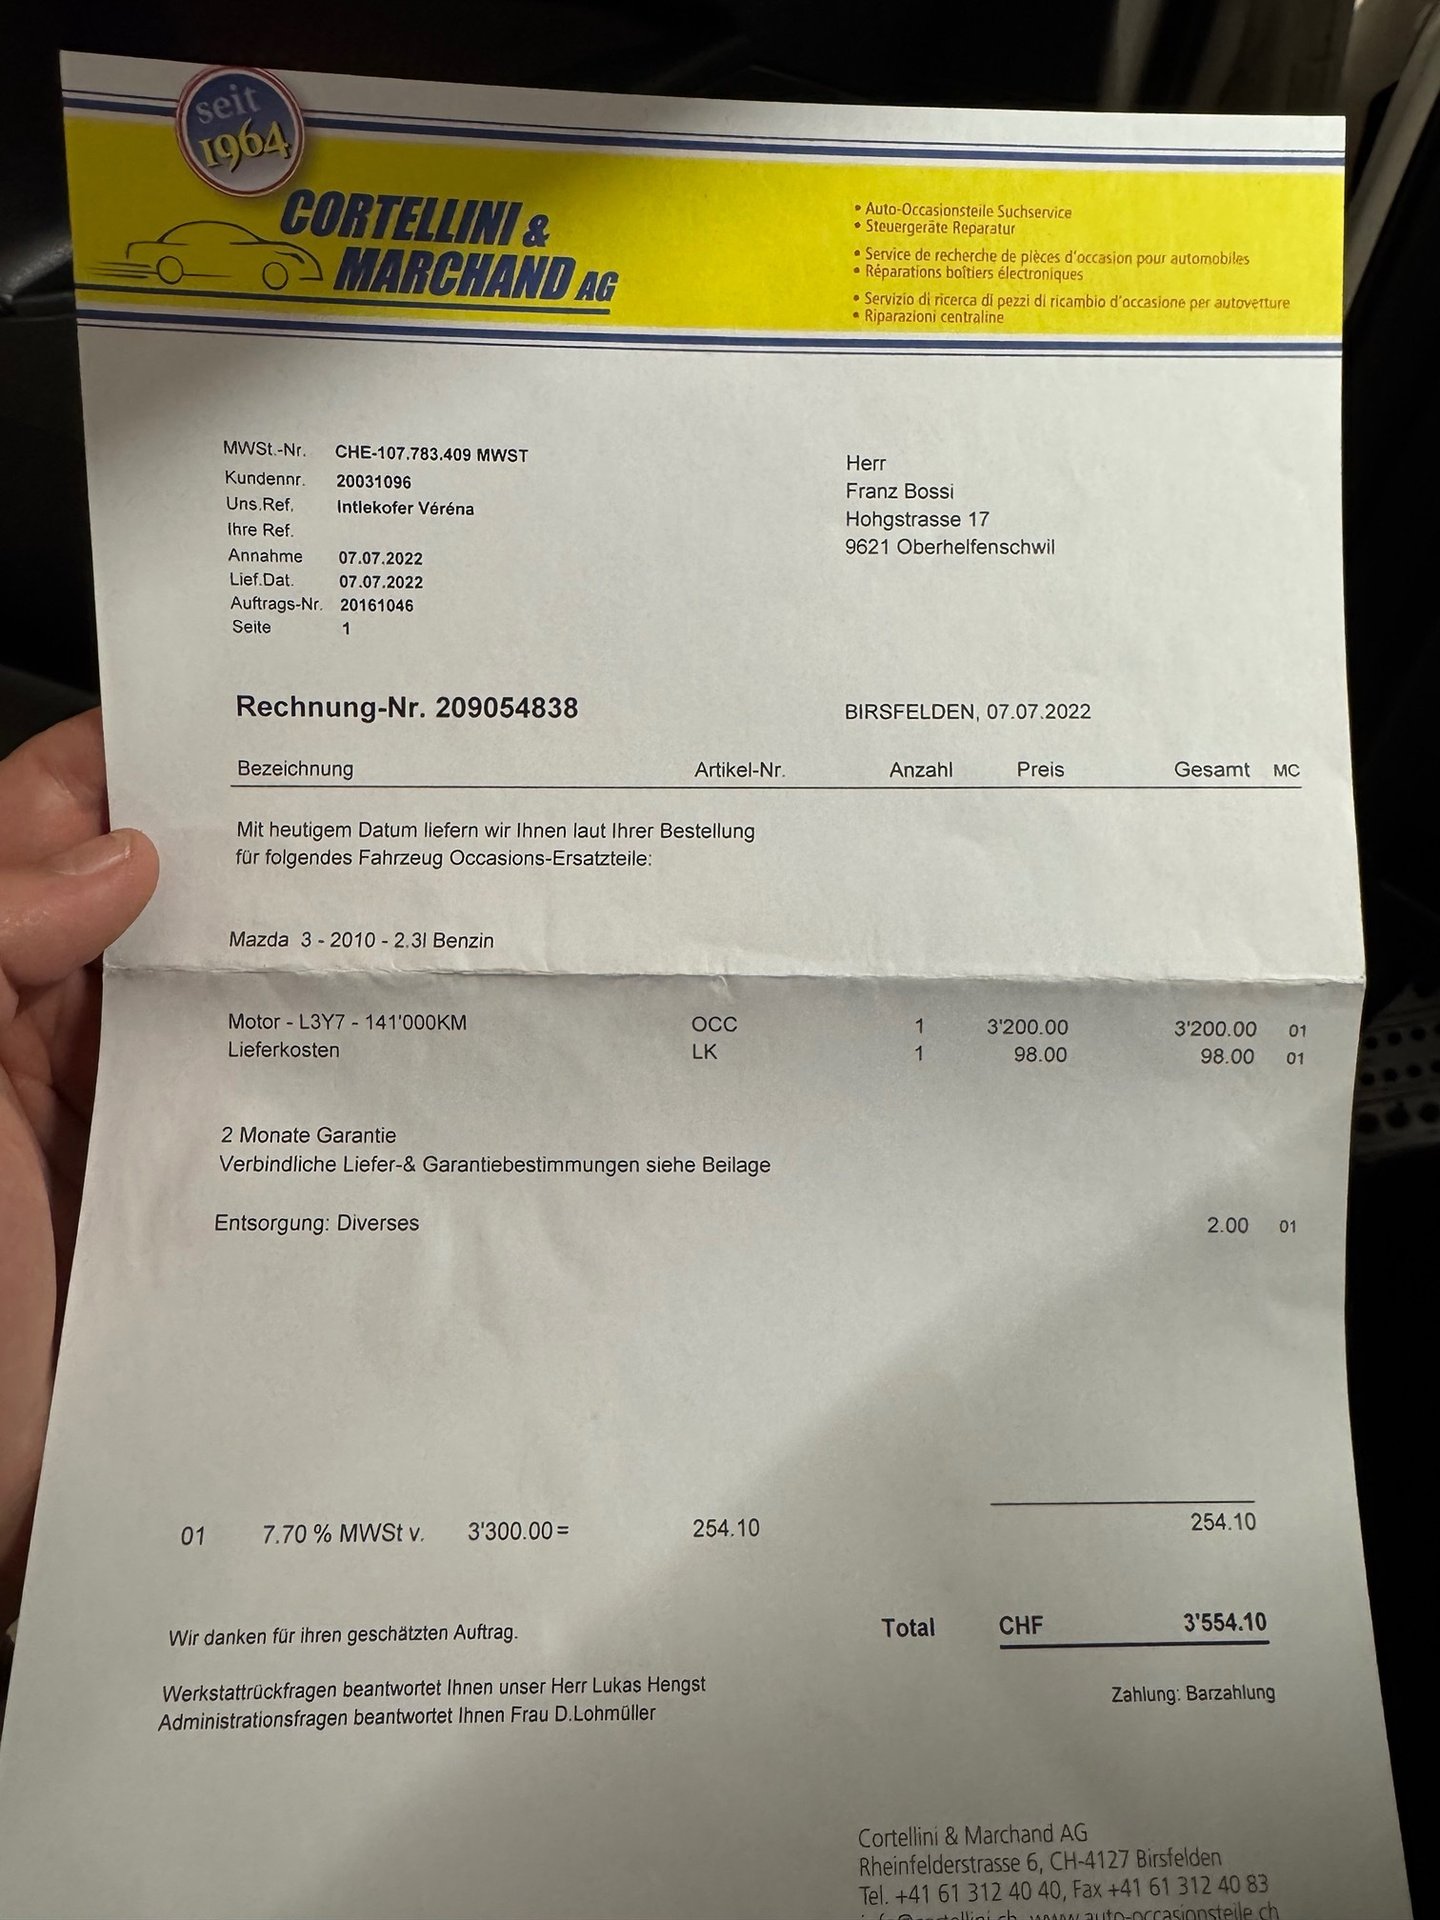 seit
1964
CORTELLINI &
MARCHAND AG
• Auto-Occasionsteile Suchservice
• Steuergeräte Reparatur
• Service de recherche de pièces d'occasion pour automobiles
• Réparations boîtiers électroniques
• Servizio di ricerca di pezzi di ricambio d'occasione per autovetture
• Riparazioni centraline
MWSt.-Nr. CHE-107.783.409 MWST
Kundennr. 20031096
Uns.Ref. Intlekofer Véréna
Ihre Ref.
Annahme 07.07.2022
Lief.Dat. 07.07.2022
Auftrags-Nr. 20161046
Seite 1
Herr
Franz Bossi
Hohgstrasse 17
9621 Oberhelfenschwil
Rechnung-Nr. 209054838 BIRSFELDEN, 07.07.2022
Bezeichnung Artikel-Nr. Anzahl Preis Gesamt MC
Mit heutigem Datum liefern wir Ihnen laut Ihrer Bestellung
für folgendes Fahrzeug Occasions-Ersatzteile:
Mazda 3 - 2010 - 2.3l Benzin
Motor - L3Y7 - 141'000KM OCC 1 3'200.00 3'200.00 01
Lieferkosten LK 1 98.00 98.00 01
2 Monate Garantie
Verbindliche Liefer-& Garantiebestimmungen siehe Beilage
Entsorgung: Diverses 2.00 01
01 7.70 % MWSt v. 3'300.00= 254.10 254.10
Total CHF 3'554.10
Wir danken für ihren geschätzten Auftrag.
Werkstattrückfragen beantwortet Ihnen unser Herr Lukas Hengst
Administrationsfragen beantwortet Ihnen Frau D.Lohmüller
Zahlung: Barzahlung
Cortellini & Marchand AG
Rheinfelderstrasse 6, CH-4127 Birsfelden
Tel. +41 61 312 40 40, Fax +41 61 312 40 83
info@cortellini.ch, www.auto-occasionsteile.ch